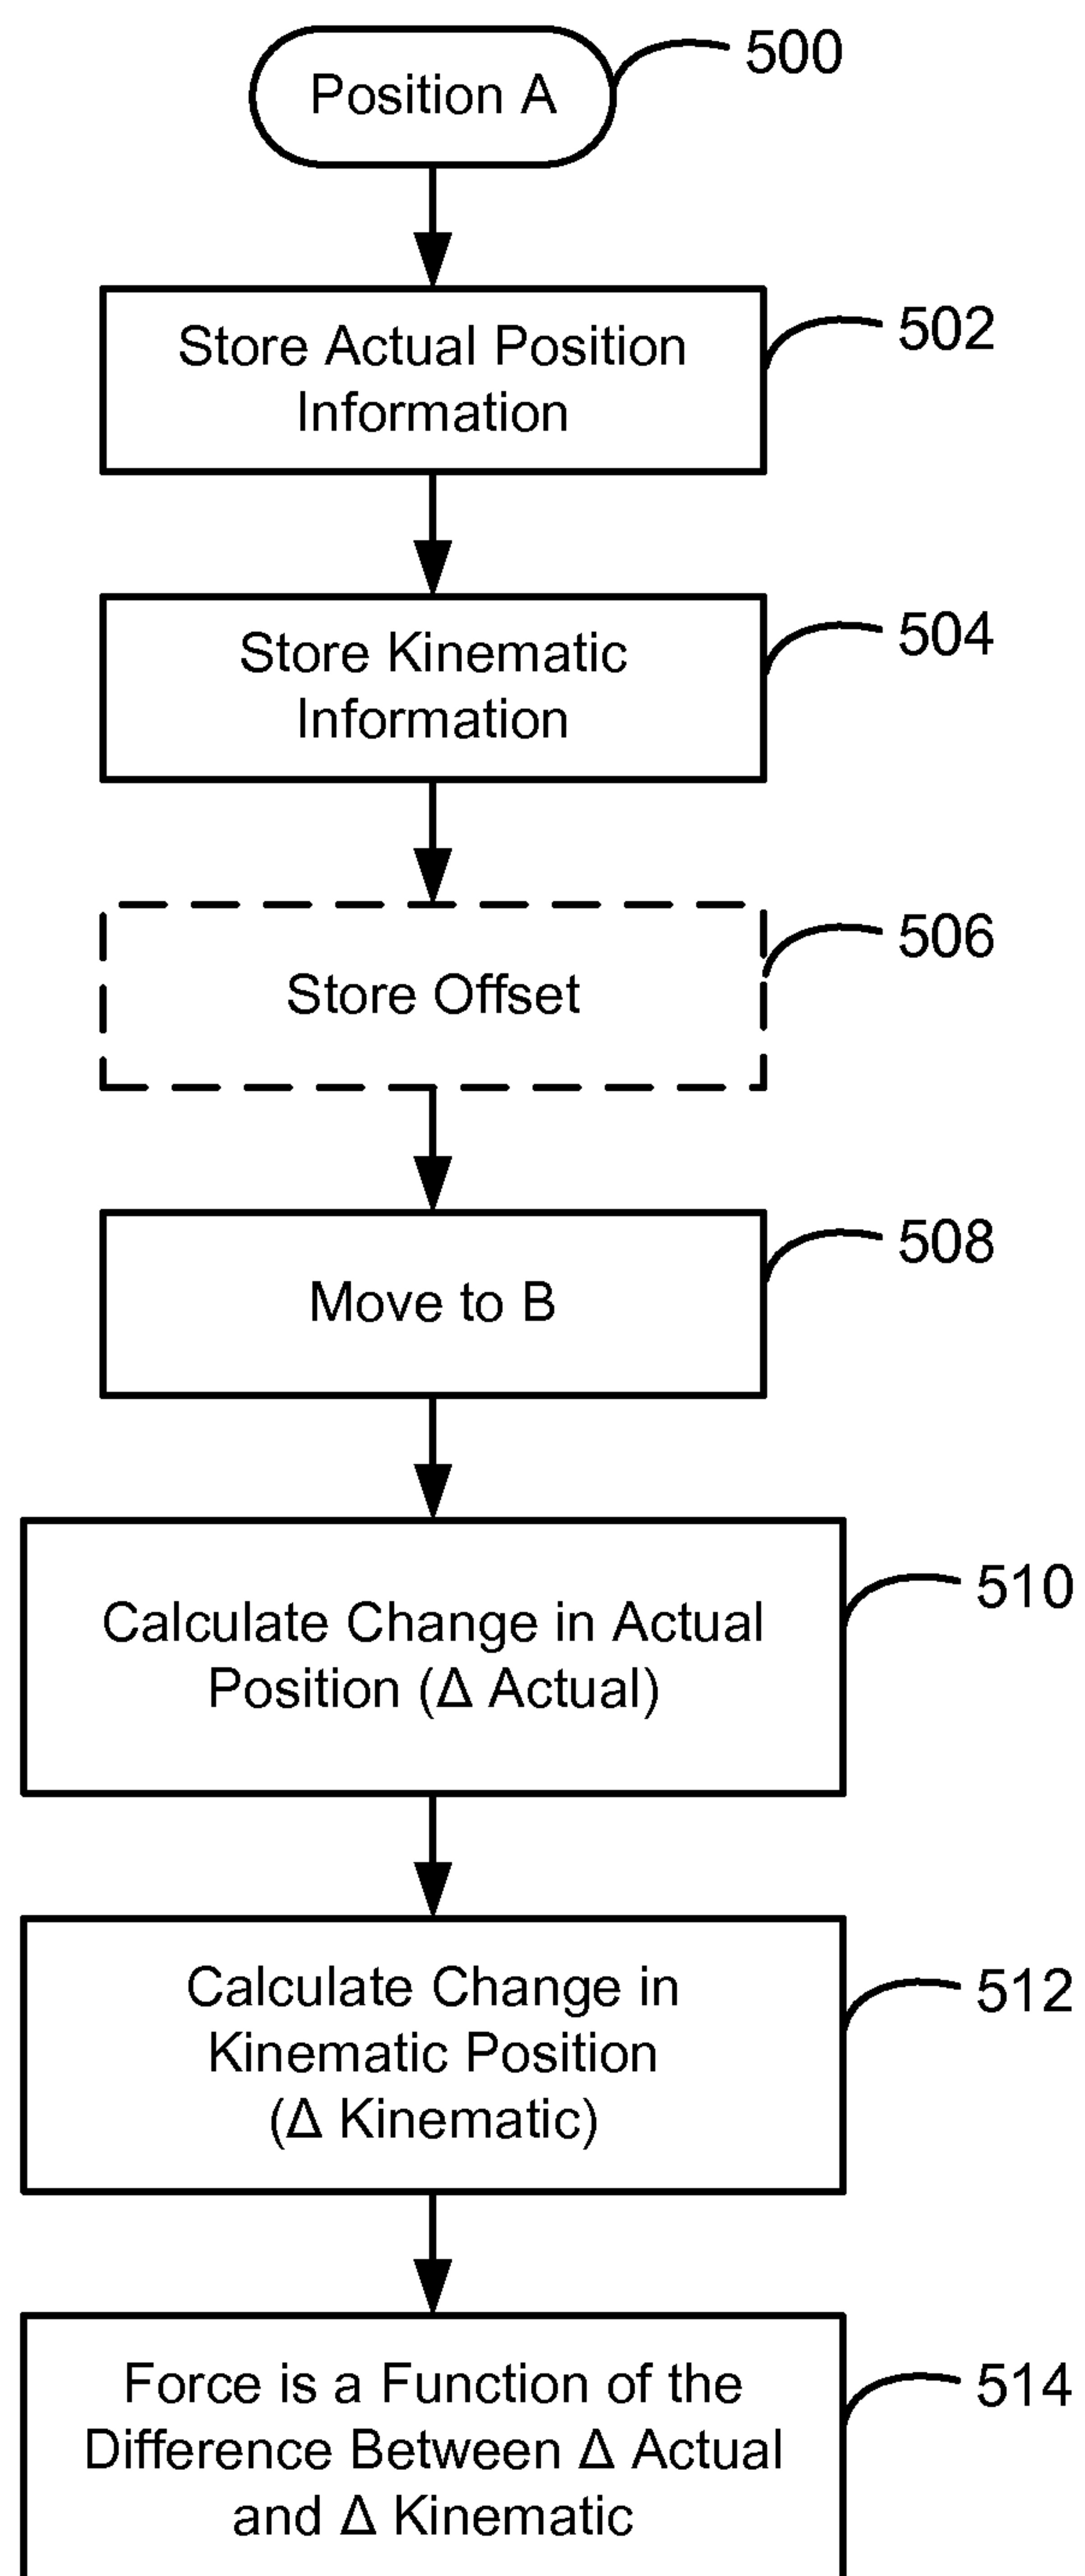 Position A
500
Store Actual Position
Information
502
Store Kinematic
Information
504
Store Offset
506
Move to B
508
Calculate Change in Actual
Position (Δ Actual)
510
Calculate Change in
Kinematic Position
(Δ Kinematic)
512
Force is a Function of the
Difference Between Δ Actual
and Δ Kinematic
514